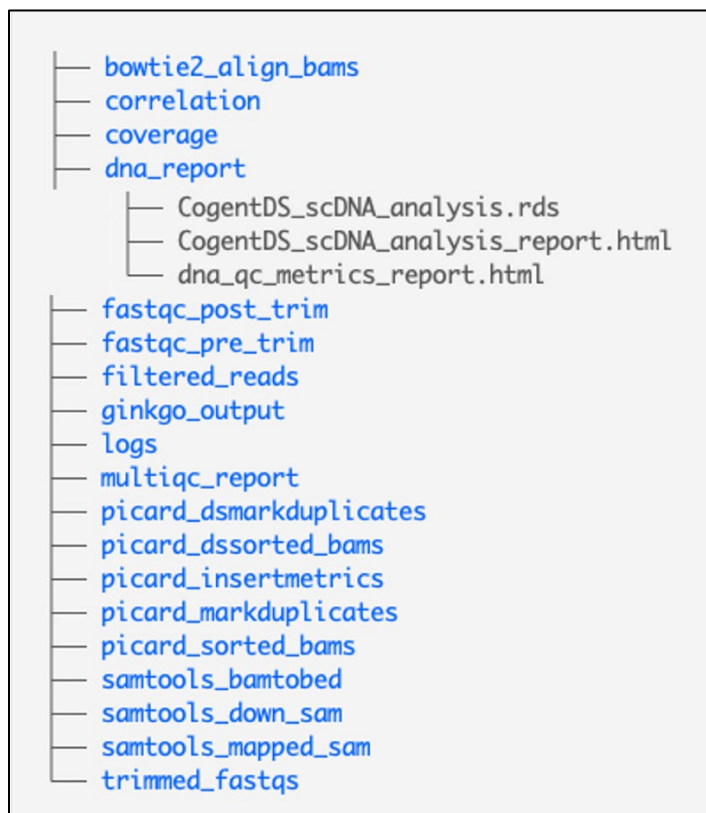 bowtie2_align_bams
correlation
coverage
dna_report
CogentDS_scDNA_analysis.rds
CogentDS_scDNA_analysis_report.html
dna_qc_metrics_report.html
fastqc_post_trim
fastqc_pre_trim
filtered_reads
ginkgo_output
logs
multiqc_report
picard_dsmarkduplicates
picard_dssorted_bams
picard_insertmetrics
picard_markduplicates
picard_sorted_bams
samtools_bamtobed
samtools_down_sam
samtools_mapped_sam
trimmed_fastqs